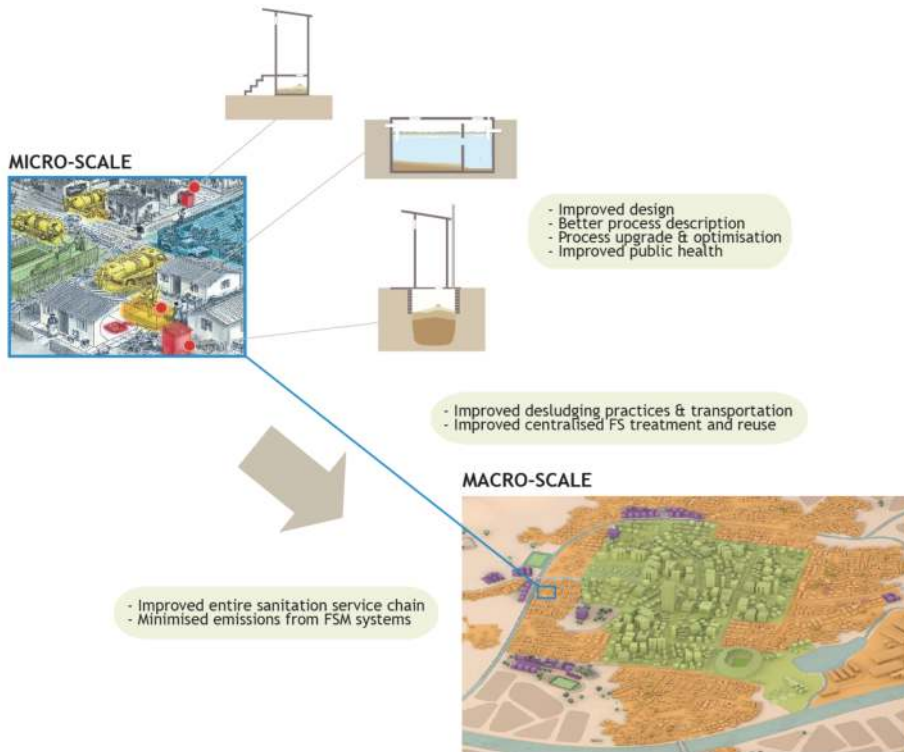 MICRO-SCALE
- Improved design
- Better process description
- Process upgrade & optimisation
- Improved public health
- Improved desludging practices & transportation
- Improved centralised FS treatment and reuse
MACRO-SCALE
- Improved entire sanitation service chain
- Minimised emissions from FSM systems